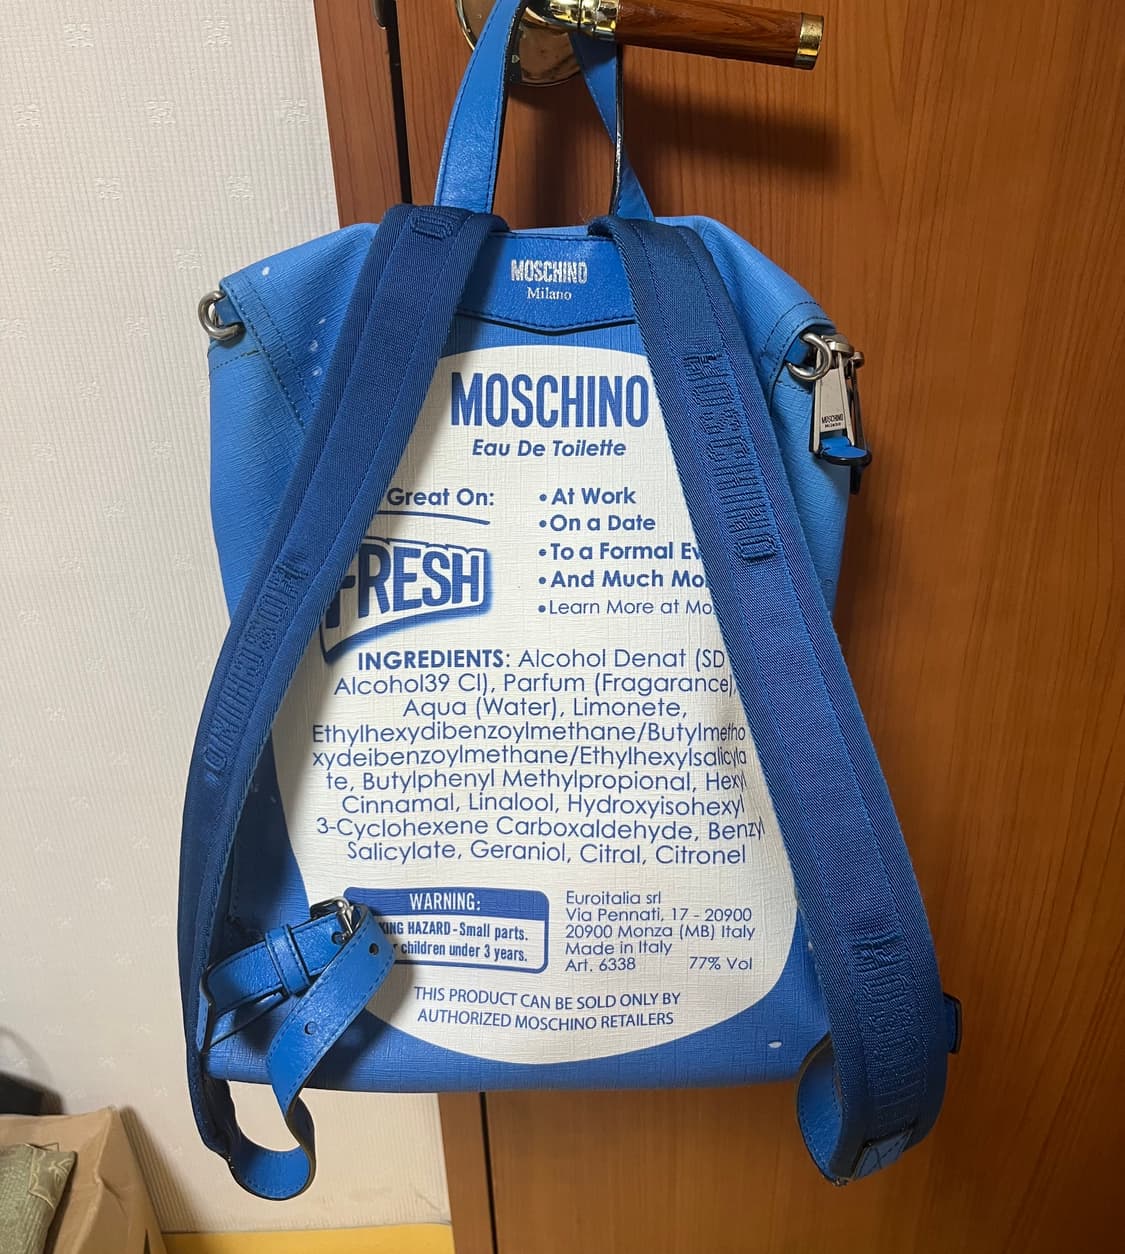 MOSCHINO
Milano
MOSCHINO
Eau De Toilette
Great On:
• At Work
• On a Date
• To a Formal
• And Much
• Learn More at
FRESH
INGREDIENTS: Alcohol Denat (SD
Alcohol39 Cl), Parfum (Fragarance),
Aqua (Water), Limonete,
Ethylhexydibenzoylmethane/Butylmetho
xydeibenzoylmethane/Ethylhexylsalicyla
te, Butylphenyl Methylpropional, Hexyl
Cinnamal, Linalool, Hydroxyisohexyl
3-Cyclohexene Carboxaldehyde, Benzyl
Salicylate, Geraniol, Citral, Citronel
WARNING:
HAZARD - Small parts.
children under 3 years.
Euroitalia srl
Via Pennati, 17 - 20900
20900 Monza (MB) Italy
Made in Italy
Art. 6338 77% Vol
THIS PRODUCT CAN BE SOLD ONLY BY
AUTHORIZED MOSCHINO RETAILERS
MOSCHINO
MOSCHINO
MOSCHINO